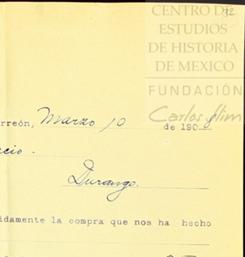 CENTRO DE
ESTUDIOS
DE HISTORIA
DE MEXICO
FUNDACIÓN
Carlos Slim
rreón, Marzo 10 de 190
cio.
Durango.
idamente la compra que nos ha hecho